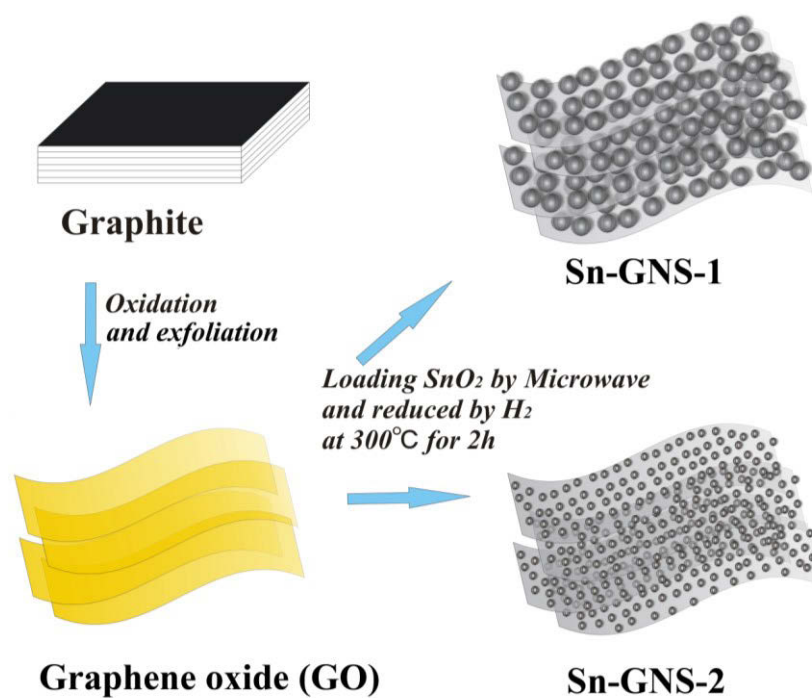 Graphite
Sn-GNS-1
Oxidation
and exfoliation
Loading SnO₂ by Microwave
and reduced by H₂
at 300℃ for 2h
Graphene oxide (GO)
Sn-GNS-2